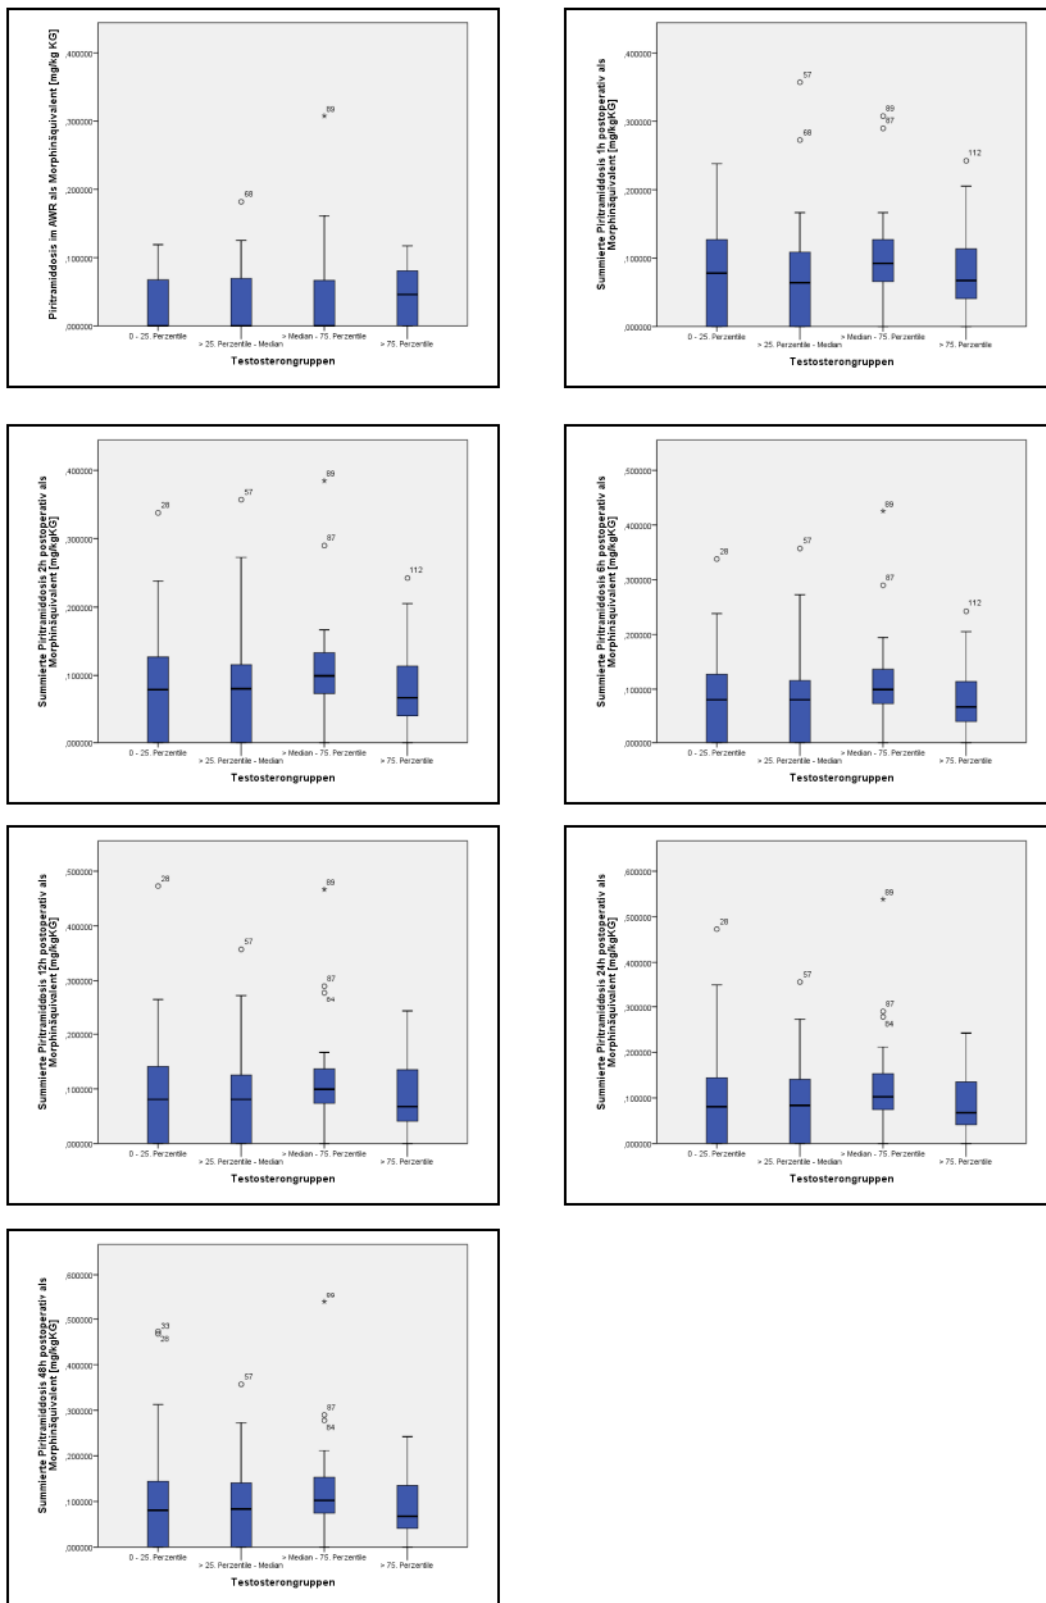 Piritramiddosis im AWR als Morphinäquivalent [mg/kg KG]
,400000
,300000
,200000
,100000
,000000
89
68
0 - 25. Perzentile
> 25. Perzentile - Median
> Median - 75. Perzentile
> 75. Perzentile
Testosterongruppen
Summierte Piritramiddosis 1h postoperativ als
Morphinäquivalent [mg/kgKG]
,400000
,300000
,200000
,100000
,000000
57
68
89
87
112
0 - 25. Perzentile
> 25. Perzentile - Median
> Median - 75. Perzentile
> 75. Perzentile
Testosterongruppen
Summierte Piritramiddosis 2h postoperativ als
Morphinäquivalent [mg/kgKG]
,400000
,300000
,200000
,100000
,000000
28
57
89
87
112
0 - 25. Perzentile
> 25. Perzentile - Median
> Median - 75. Perzentile
> 75. Perzentile
Testosterongruppen
Summierte Piritramiddosis 6h postoperativ als
Morphinäquivalent [mg/kgKG]
,500000
,400000
,300000
,200000
,100000
,000000
28
57
89
87
112
0 - 25. Perzentile
> 25. Perzentile - Median
> Median - 75. Perzentile
> 75. Perzentile
Testosterongruppen
Summierte Piritramiddosis 12h postoperativ als
Morphinäquivalent [mg/kgKG]
,500000
,400000
,300000
,200000
,100000
,000000
28
57
89
87
84
0 - 25. Perzentile
> 25. Perzentile - Median
> Median - 75. Perzentile
> 75. Perzentile
Testosterongruppen
Summierte Piritramiddosis 24h postoperativ als
Morphinäquivalent [mg/kgKG]
,600000
,500000
,400000
,300000
,200000
,100000
,000000
28
57
89
87
84
0 - 25. Perzentile
> 25. Perzentile - Median
> Median - 75. Perzentile
> 75. Perzentile
Testosterongruppen
Summierte Piritramiddosis 48h postoperativ als
Morphinäquivalent [mg/kgKG]
,600000
,500000
,400000
,300000
,200000
,100000
,000000
33
28
57
89
87
84
0 - 25. Perzentile
> 25. Perzentile - Median
> Median - 75. Perzentile
> 75. Perzentile
Testosterongruppen